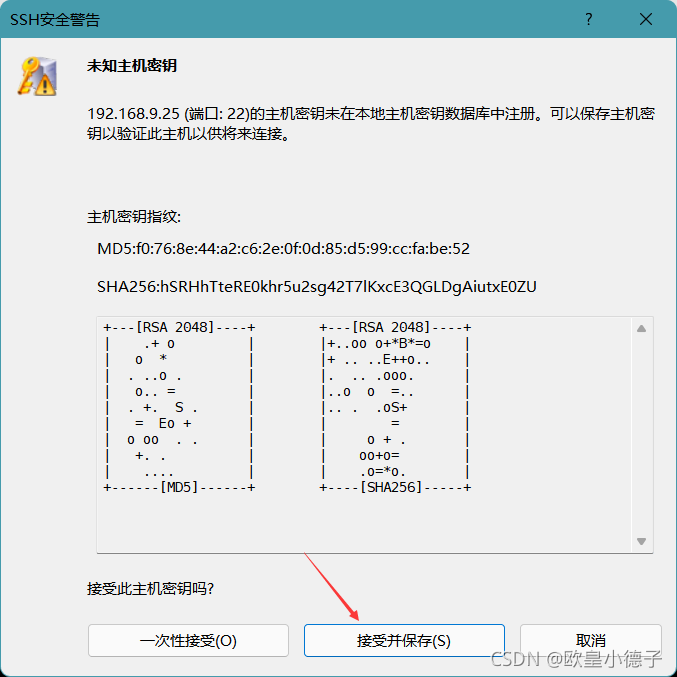 SSH安全警告
?
未知主机密钥
192.168.9.25 (端口: 22)的主机密钥未在本地主机密钥数据库中注册。可以保存主机密
钥以验证此主机以供将来连接。
主机密钥指纹:
MD5:f0:76:8e:44:a2:c6:2e:0f:0d:85:d5:99:cc:fa:be:52
SHA256:hSRHhTteRE0khr5u2sg42T7lKxcE3QGLDgAiutxE0ZU
+---[RSA 2048]----+        +---[RSA 2048]----+
|    .+ o         |        |+..oo o+*B*=o    |
|   o  *          |        |+ .. ..E++o..    |
|  . ..o .        |        |.  .. .ooo.      |
|   o.. =         |        |..o  o  =..      |
|  . +.  S .      |        |.. .  .oS+       |
|   =  Eo +       |        |        =        |
|  o oo  . .      |        |     o + .       |
|   +. .          |        |    oo+o=        |
|    ....         |        |    .o=*o.       |
+------[MD5]------+        +----[SHA256]-----+
接受此主机密钥吗?
一次性接受(O)
接受并保存(S)
取消
CSDN @欧皇小德子